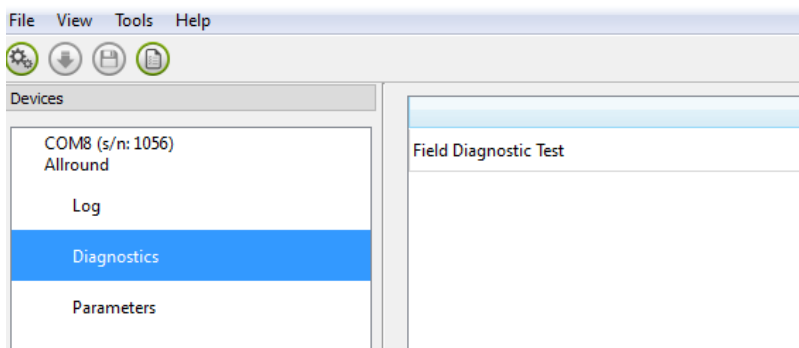 File View Tools Help
Devices
COM8 (s/n: 1056)
Allround
Log
Diagnostics
Parameters
Field Diagnostic Test